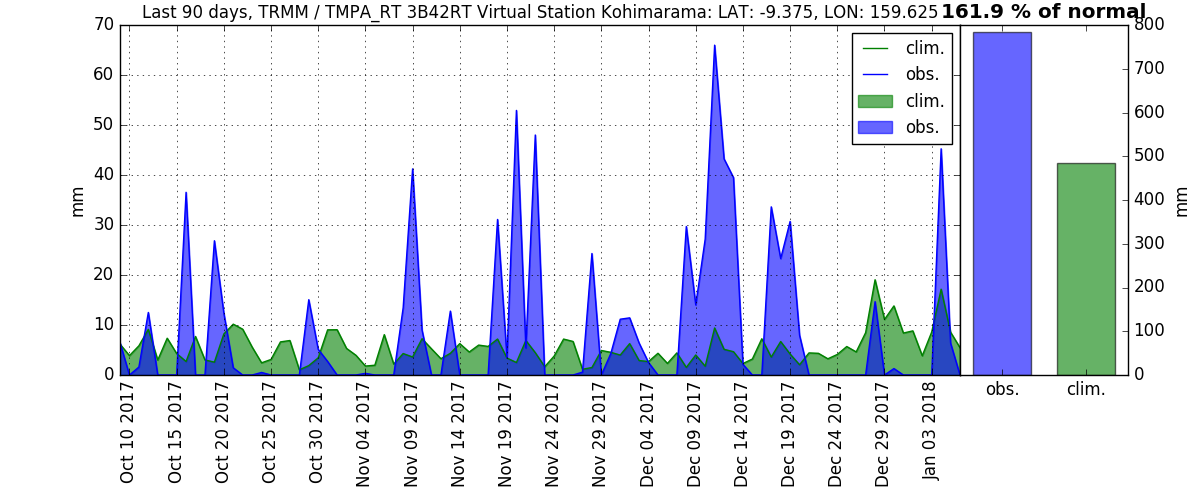 Last 90 days, TRMM / TMPA_RT 3B42RT Virtual Station Kohimarama: LAT: -9.375, LON: 159.625 161.9 % of normal
70
60
50
40
30
20
10
0
mm
clim.
obs.
clim.
obs.
800
700
600
500
400
300
200
100
0
mm
obs. clim.
Oct 10 2017
Oct 15 2017
Oct 20 2017
Oct 25 2017
Oct 30 2017
Nov 04 2017
Nov 09 2017
Nov 14 2017
Nov 19 2017
Nov 24 2017
Nov 29 2017
Dec 04 2017
Dec 09 2017
Dec 14 2017
Dec 19 2017
Dec 24 2017
Dec 29 2017
Jan 03 2018